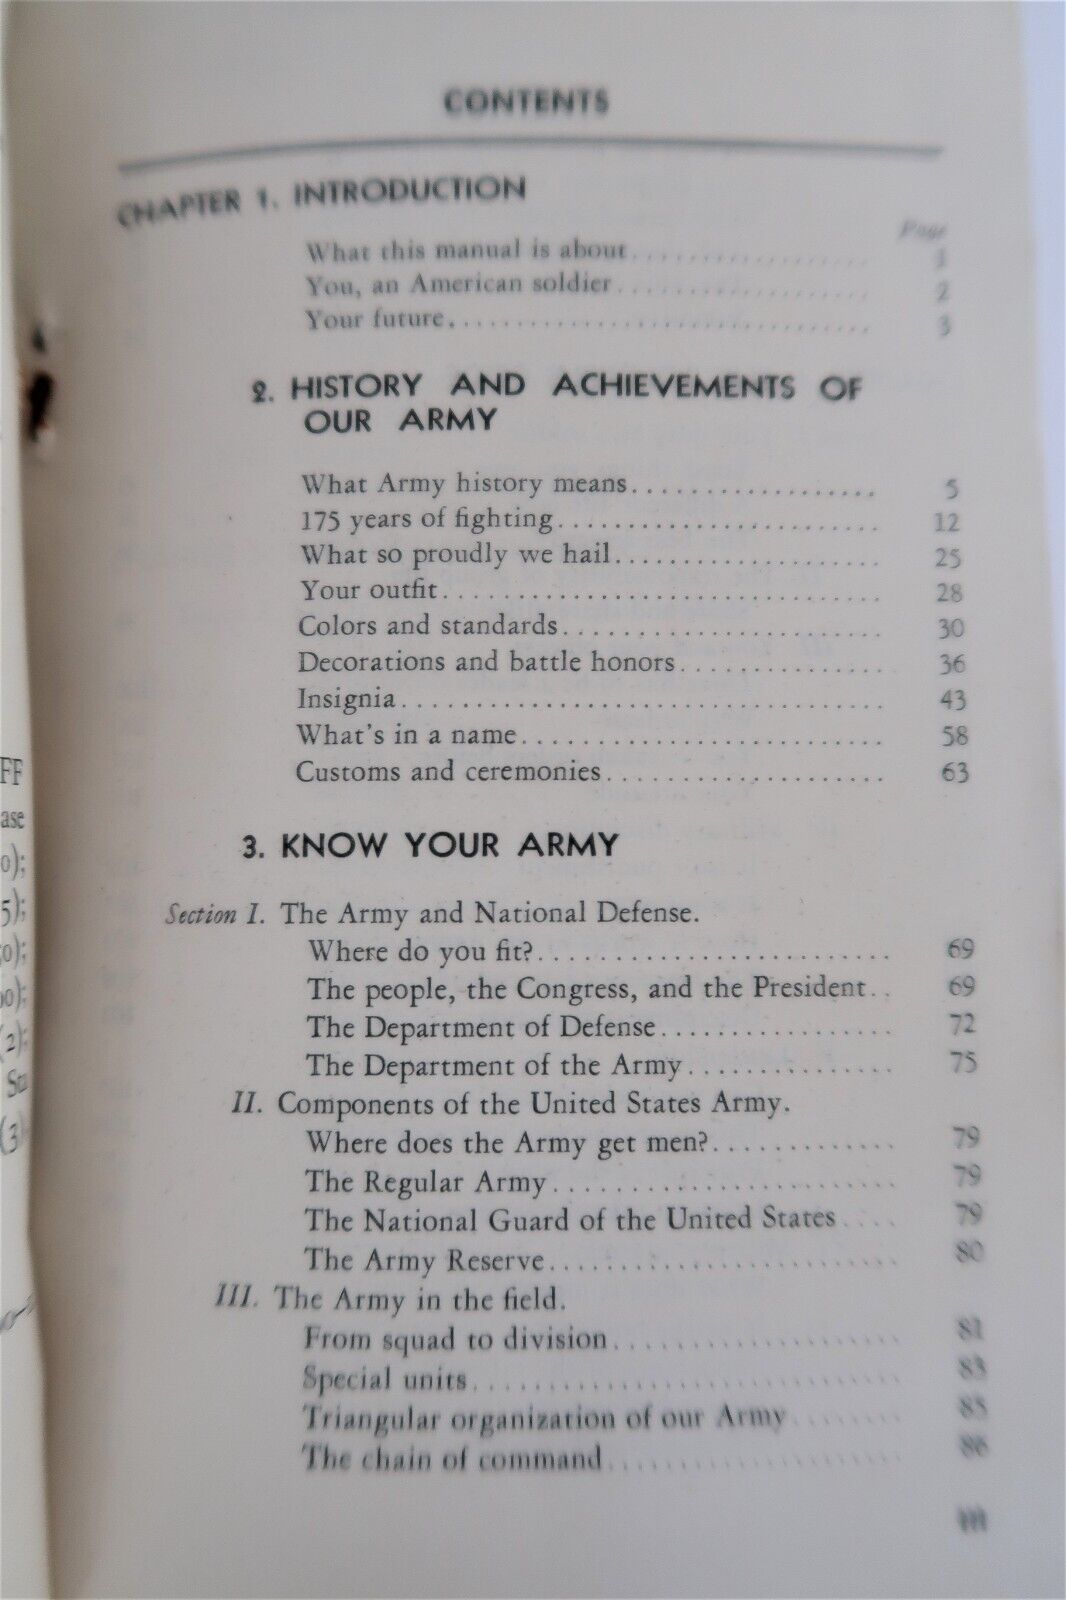 CONTENTS
CHAPTER 1. INTRODUCTION
Page
What this manual is about.................... 1
You, an American soldier.................... 2
Your future.............................. 3
2. HISTORY AND ACHIEVEMENTS OF
OUR ARMY
What Army history means.................. 5
175 years of fighting........................ 12
What so proudly we hail.................... 25
Your outfit................................ 28
Colors and standards........................ 30
Decorations and battle honors................ 36
Insignia.................................... 43
What's in a name........................... 58
Customs and ceremonies..................... 63
3. KNOW YOUR ARMY
Section I. The Army and National Defense.
Where do you fit?......................... 69
The people, the Congress, and the President.. 69
The Department of Defense................. 72
The Department of the Army............... 75
II. Components of the United States Army.
Where does the Army get men?............. 79
The Regular Army......................... 79
The National Guard of the United States.... 79
The Army Reserve.......................... 80
III. The Army in the field.
From squad to division..................... 81
Special units.............................. 83
Triangular organization of our Army........ 85
The chain of command..................... 86
iii
FF
ase
0);
5);
(2);
(3)